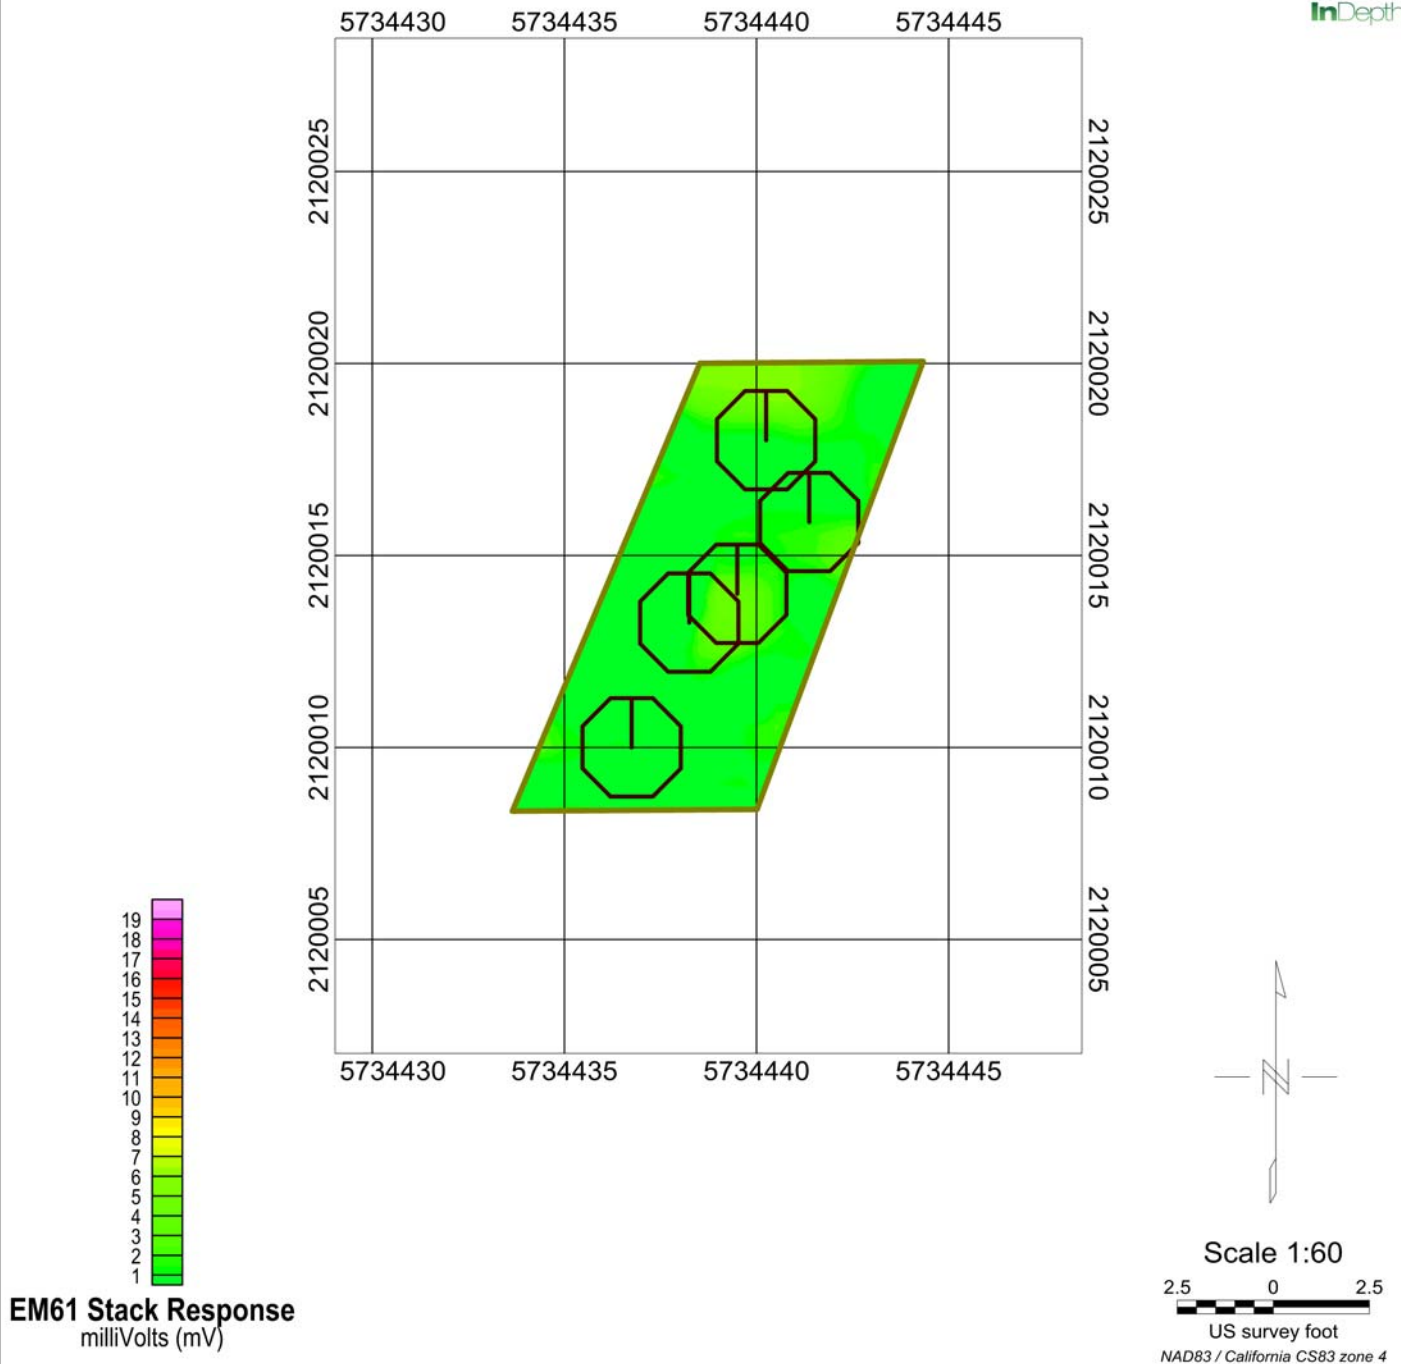 5734430 5734435 5734440 5734445
InDepth
2120025 2120025
2120020 2120020
2120015 2120015
2120010 2120010
2120005 2120005
5734430 5734435 5734440 5734445
19
18
17
16
15
14
13
12
11
10
9
8
7
6
5
4
3
2
1
EM61 Stack Response
milliVolts (mV)
N
Scale 1:60
2.5 0 2.5
US survey foot
NAD83 / California CS83 zone 4